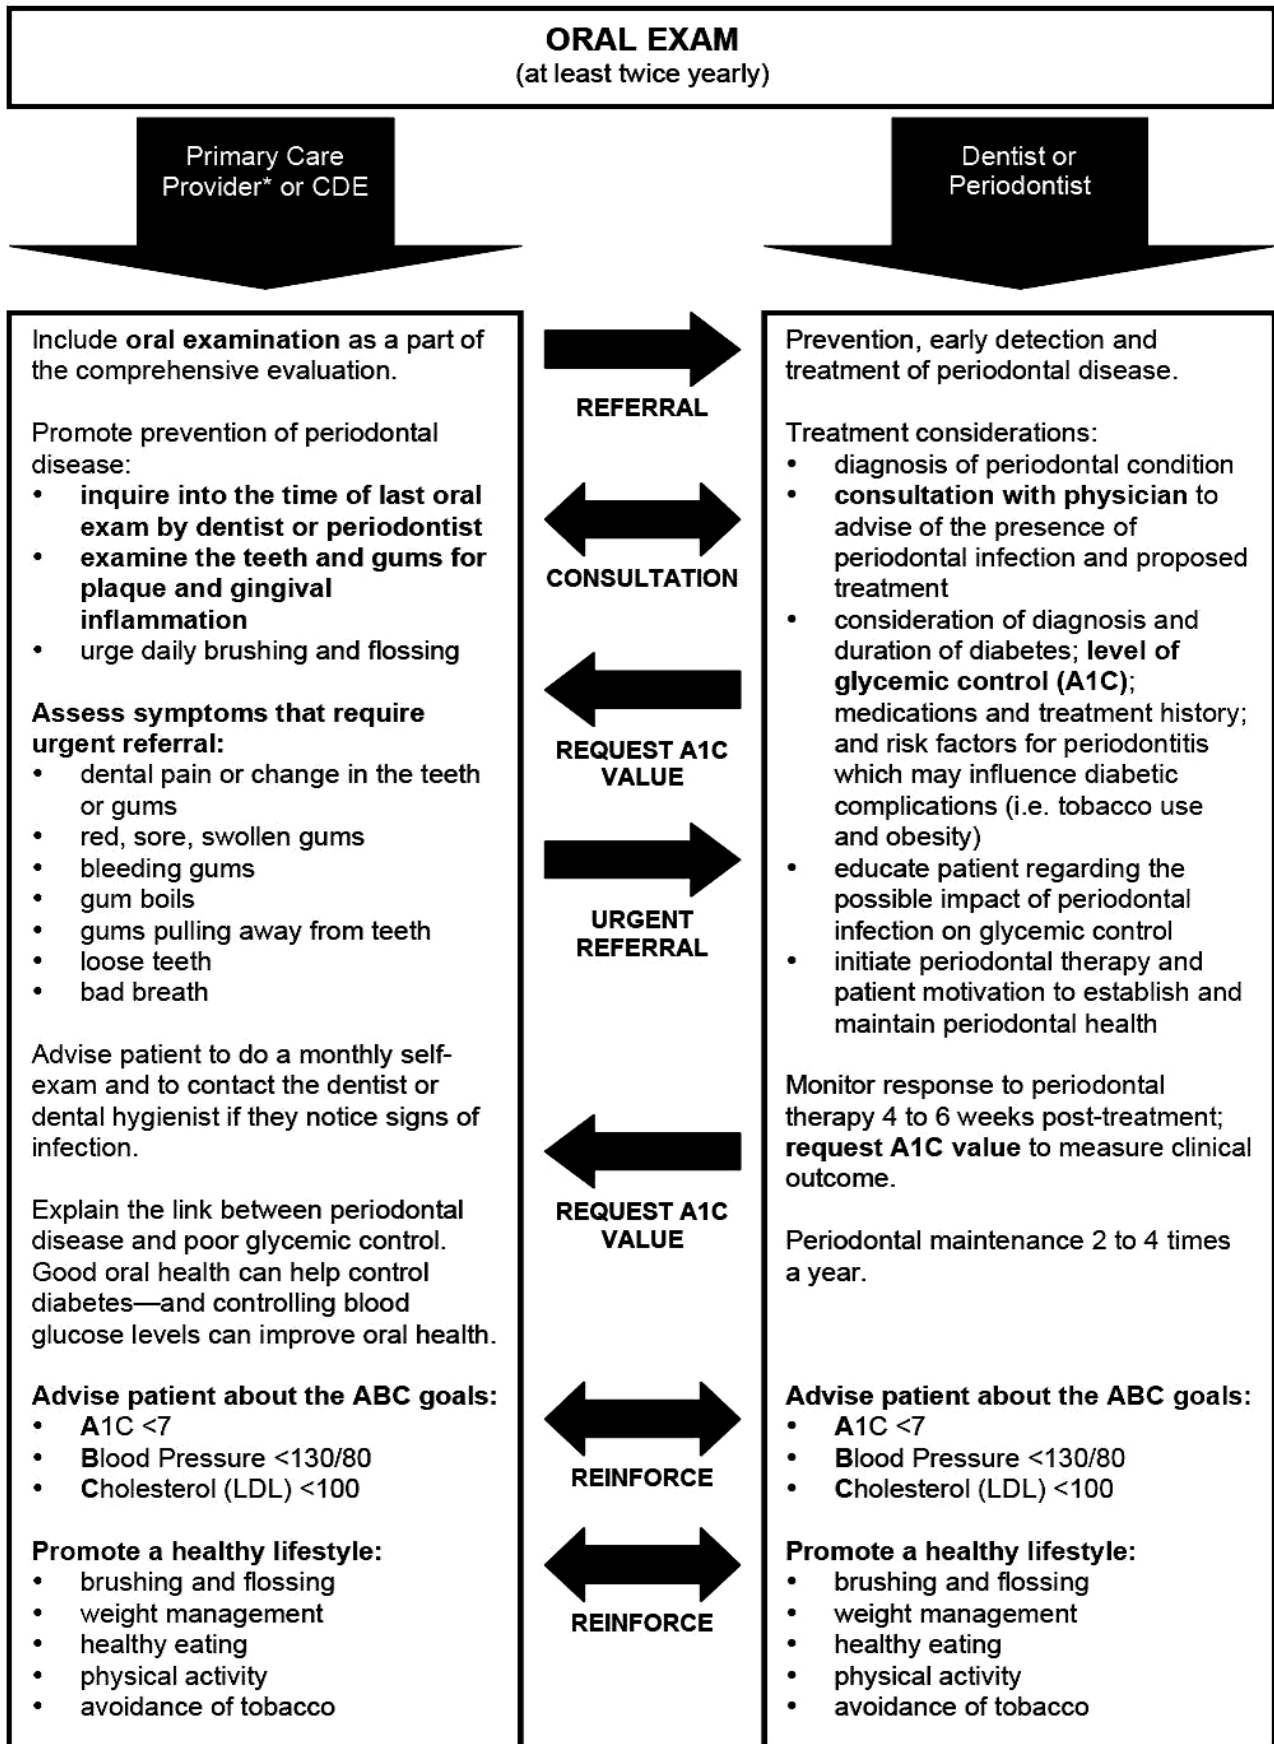 ORAL EXAM
(at least twice yearly)
Primary Care
Provider* or CDE
Dentist or
Periodontist
Include oral examination as a part of
the comprehensive evaluation.
Promote prevention of periodontal
disease:
• inquire into the time of last oral
exam by dentist or periodontist
• examine the teeth and gums for
plaque and gingival
inflammation
• urge daily brushing and flossing
Assess symptoms that require
urgent referral:
• dental pain or change in the teeth
or gums
• red, sore, swollen gums
• bleeding gums
• gum boils
• gums pulling away from teeth
• loose teeth
• bad breath
Advise patient to do a monthly self-
exam and to contact the dentist or
dental hygienist if they notice signs of
infection.
Explain the link between periodontal
disease and poor glycemic control.
Good oral health can help control
diabetes—and controlling blood
glucose levels can improve oral health.
Advise patient about the ABC goals:
• A1C <7
• Blood Pressure <130/80
• Cholesterol (LDL) <100
Promote a healthy lifestyle:
• brushing and flossing
• weight management
• healthy eating
• physical activity
• avoidance of tobacco
REFERRAL
CONSULTATION
REQUEST A1C
VALUE
URGENT
REFERRAL
REQUEST A1C
VALUE
REINFORCE
REINFORCE
Prevention, early detection and
treatment of periodontal disease.
Treatment considerations:
• diagnosis of periodontal condition
• consultation with physician to
advise of the presence of
periodontal infection and proposed
treatment
• consideration of diagnosis and
duration of diabetes; level of
glycemic control (A1C);
medications and treatment history;
and risk factors for periodontitis
which may influence diabetic
complications (i.e. tobacco use
and obesity)
• educate patient regarding the
possible impact of periodontal
infection on glycemic control
• initiate periodontal therapy and
patient motivation to establish and
maintain periodontal health
Monitor response to periodontal
therapy 4 to 6 weeks post-treatment;
request A1C value to measure clinical
outcome.
Periodontal maintenance 2 to 4 times
a year.
Advise patient about the ABC goals:
• A1C <7
• Blood Pressure <130/80
• Cholesterol (LDL) <100
Promote a healthy lifestyle:
• brushing and flossing
• weight management
• healthy eating
• physical activity
• avoidance of tobacco